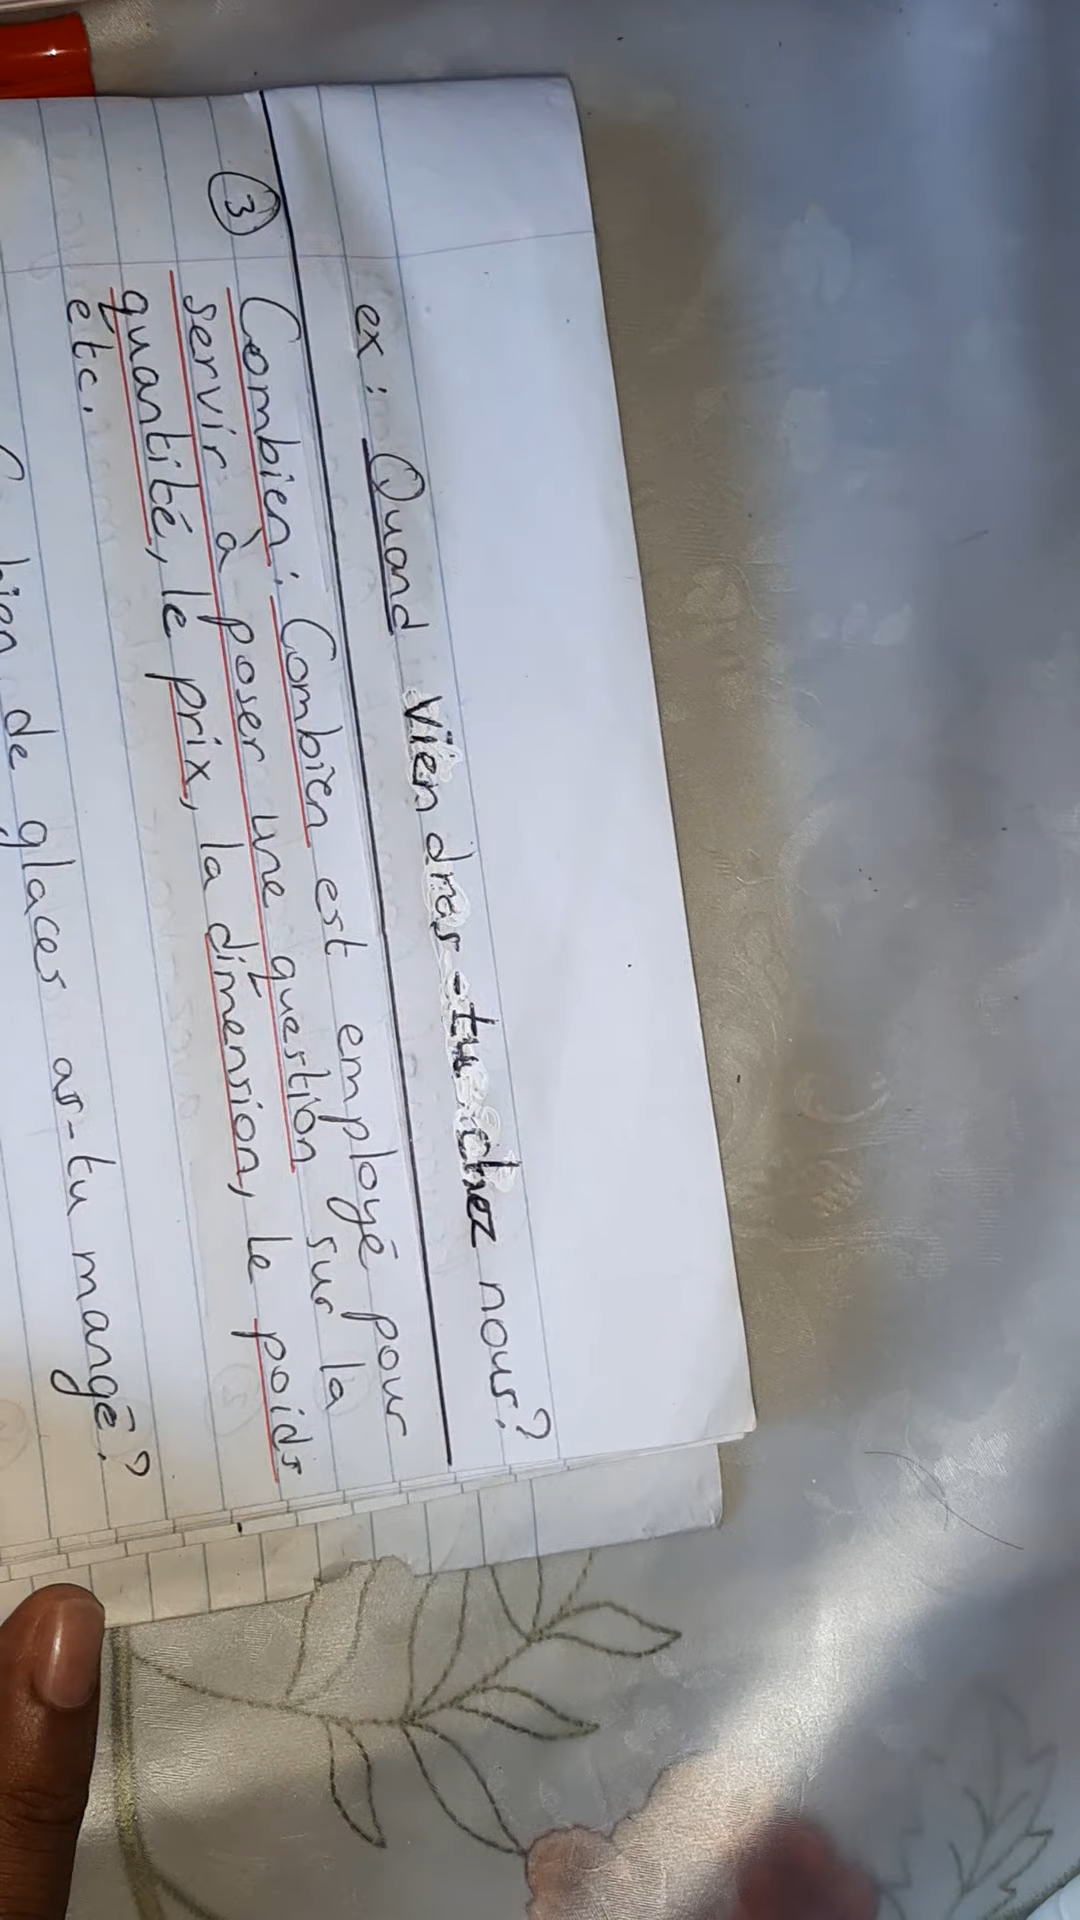 ex: Quand viendras-tu chez nous?
③ Combien: Combien est employé pour
servir à poser une question sur la
quantité, le prix, la dimension, le poids
etc.
de glaces as-tu mangé?